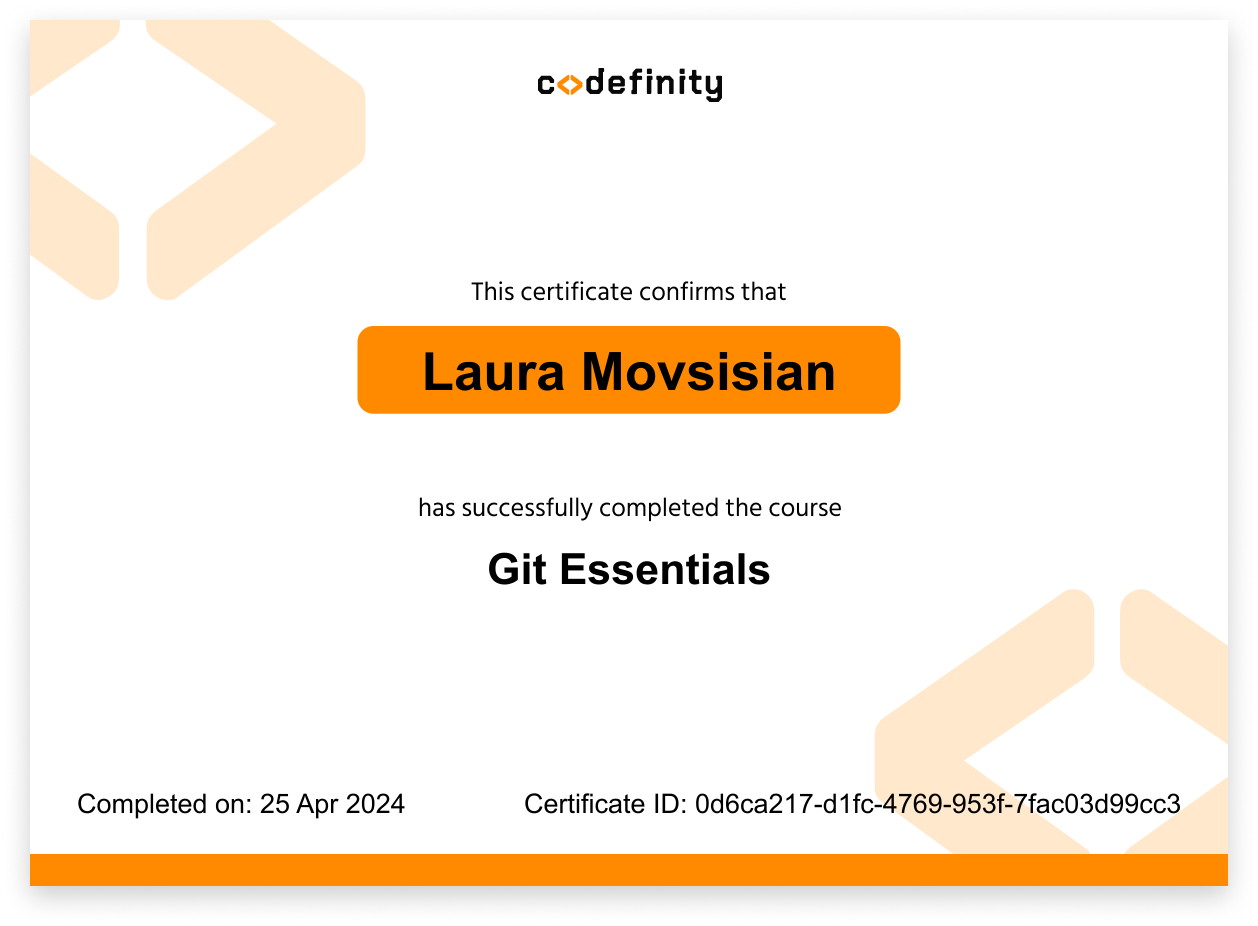 codefinity
This certificate confirms that
Laura Movsisian
has successfully completed the course
Git Essentials
Completed on: 25 Apr 2024
Certificate ID: 0d6ca217-d1fc-4769-953f-7fac03d99cc3